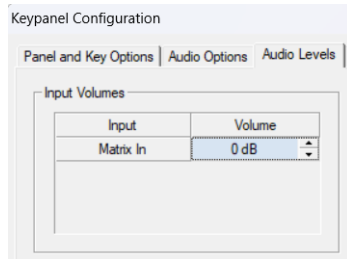 Keypanel Configuration
Panel and Key Options Audio Options Audio Levels
Input Volumes
Input Volume
Matrix In 0 dB